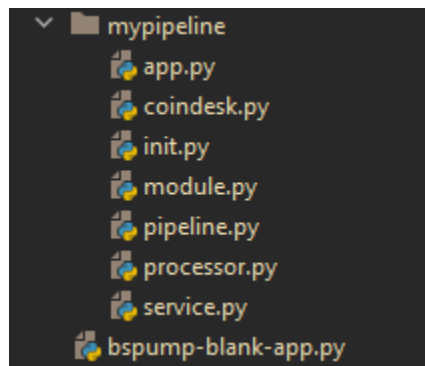 mypipeline
app.py
coindesk.py
init.py
module.py
pipeline.py
processor.py
service.py
bspump-blank-app.py